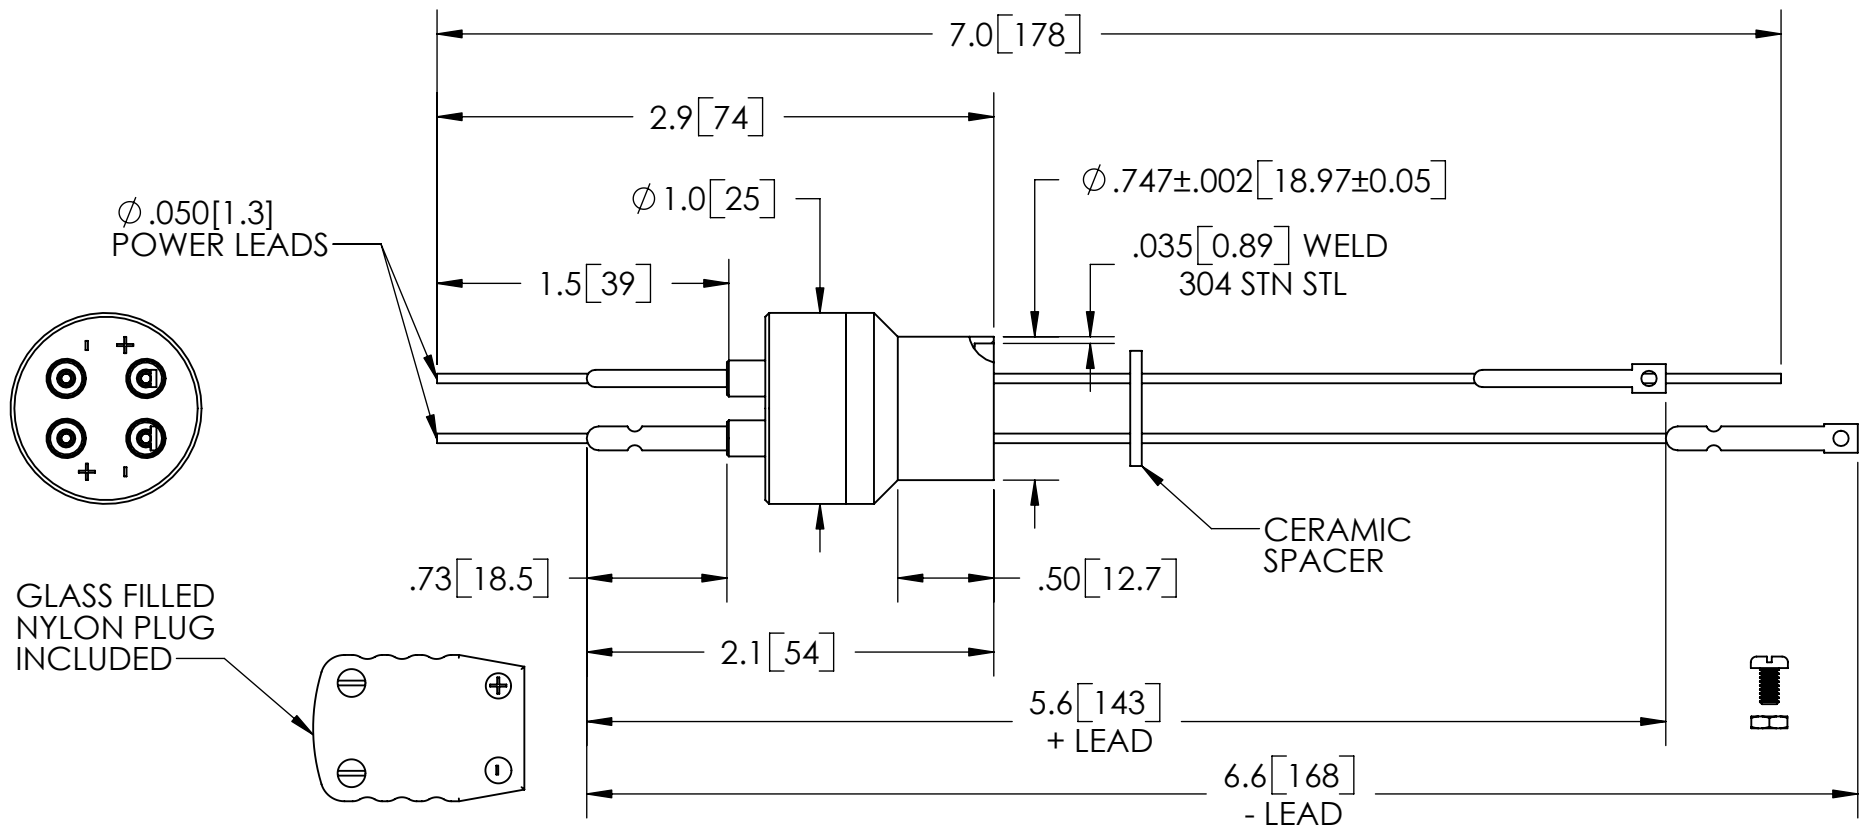 7.0[178]
2.9[74]
Ø.747±.002[18.97±0.05]
Ø1.0[25]
Ø.050[1.3]
POWER LEADS
.035[0.89] WELD
304 STN STL
1.5[39]
- +
+ -
CERAMIC
SPACER
.73[18.5]
.50[12.7]
GLASS FILLED
NYLON PLUG
INCLUDED
2.1[54]
+
-
5.6[143]
+ LEAD
6.6[168]
- LEAD